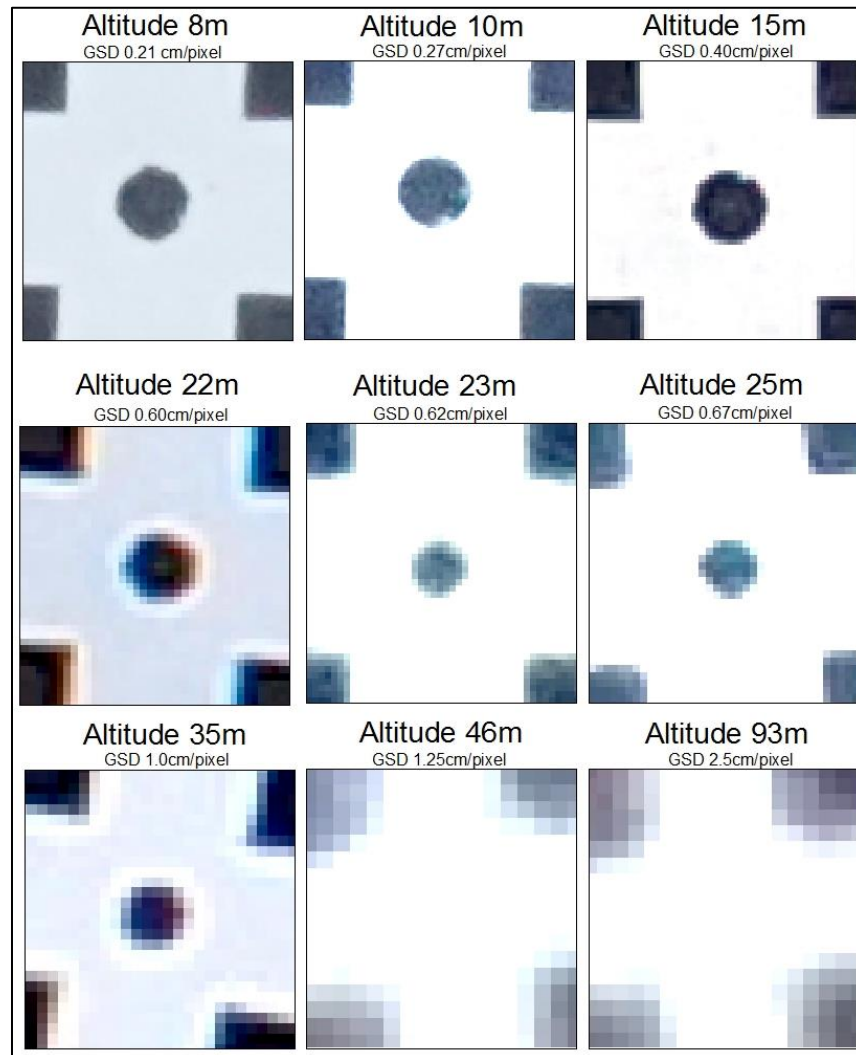 Altitude 8m
GSD 0.21 cm/pixel
Altitude 10m
GSD 0.27cm/pixel
Altitude 15m
GSD 0.40cm/pixel
Altitude 22m
GSD 0.60cm/pixel
Altitude 23m
GSD 0.62cm/pixel
Altitude 25m
GSD 0.67cm/pixel
Altitude 35m
GSD 1.0cm/pixel
Altitude 46m
GSD 1.25cm/pixel
Altitude 93m
GSD 2.5cm/pixel